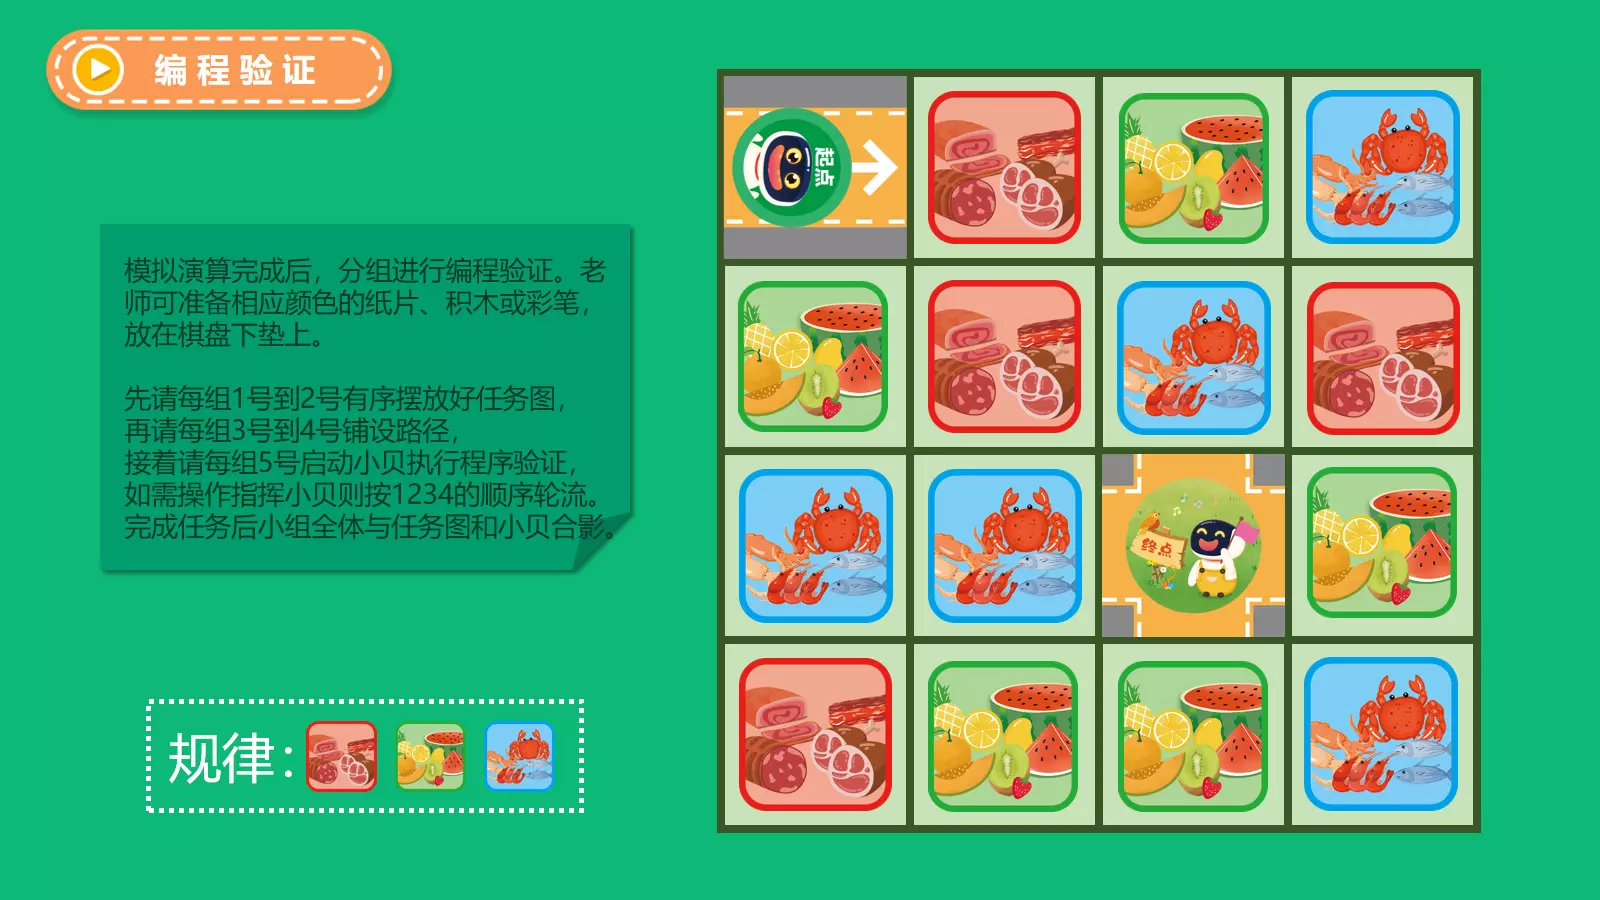 编程验证
模拟演算完成后，分组进行编程验证。老
师可准备相应颜色的纸片、积木或彩笔，
放在棋盘下垫上。
先请每组1号到2号有序摆放好任务图，
再请每组3号到4号铺设路径，
接着请每组5号启动小贝执行程序验证，
如需操作指挥小贝则按1234的顺序轮流。
完成任务后小组全体与任务图和小贝合影。
规律：
起点
终点